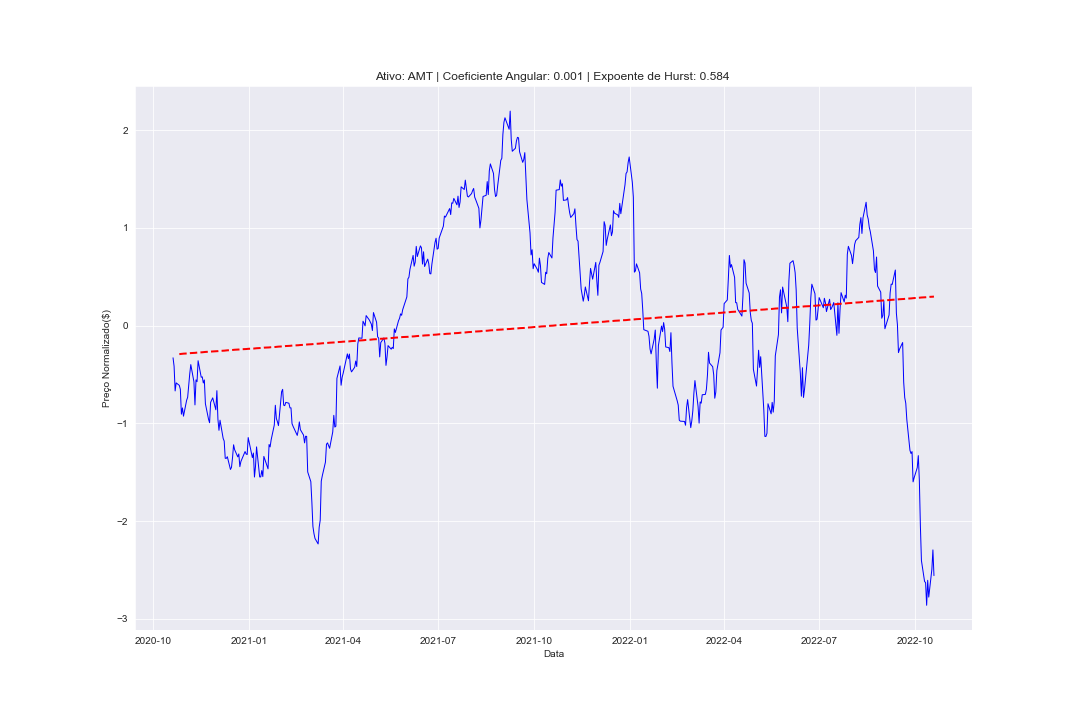 Ativo: AMT | Coeficiente Angular: 0.001 | Expoente de Hurst: 0.584
Preço Normalizado($)
2
1
0
−1
−2
−3
2020-10 2021-01 2021-04 2021-07 2021-10 2022-01 2022-04 2022-07 2022-10
Data